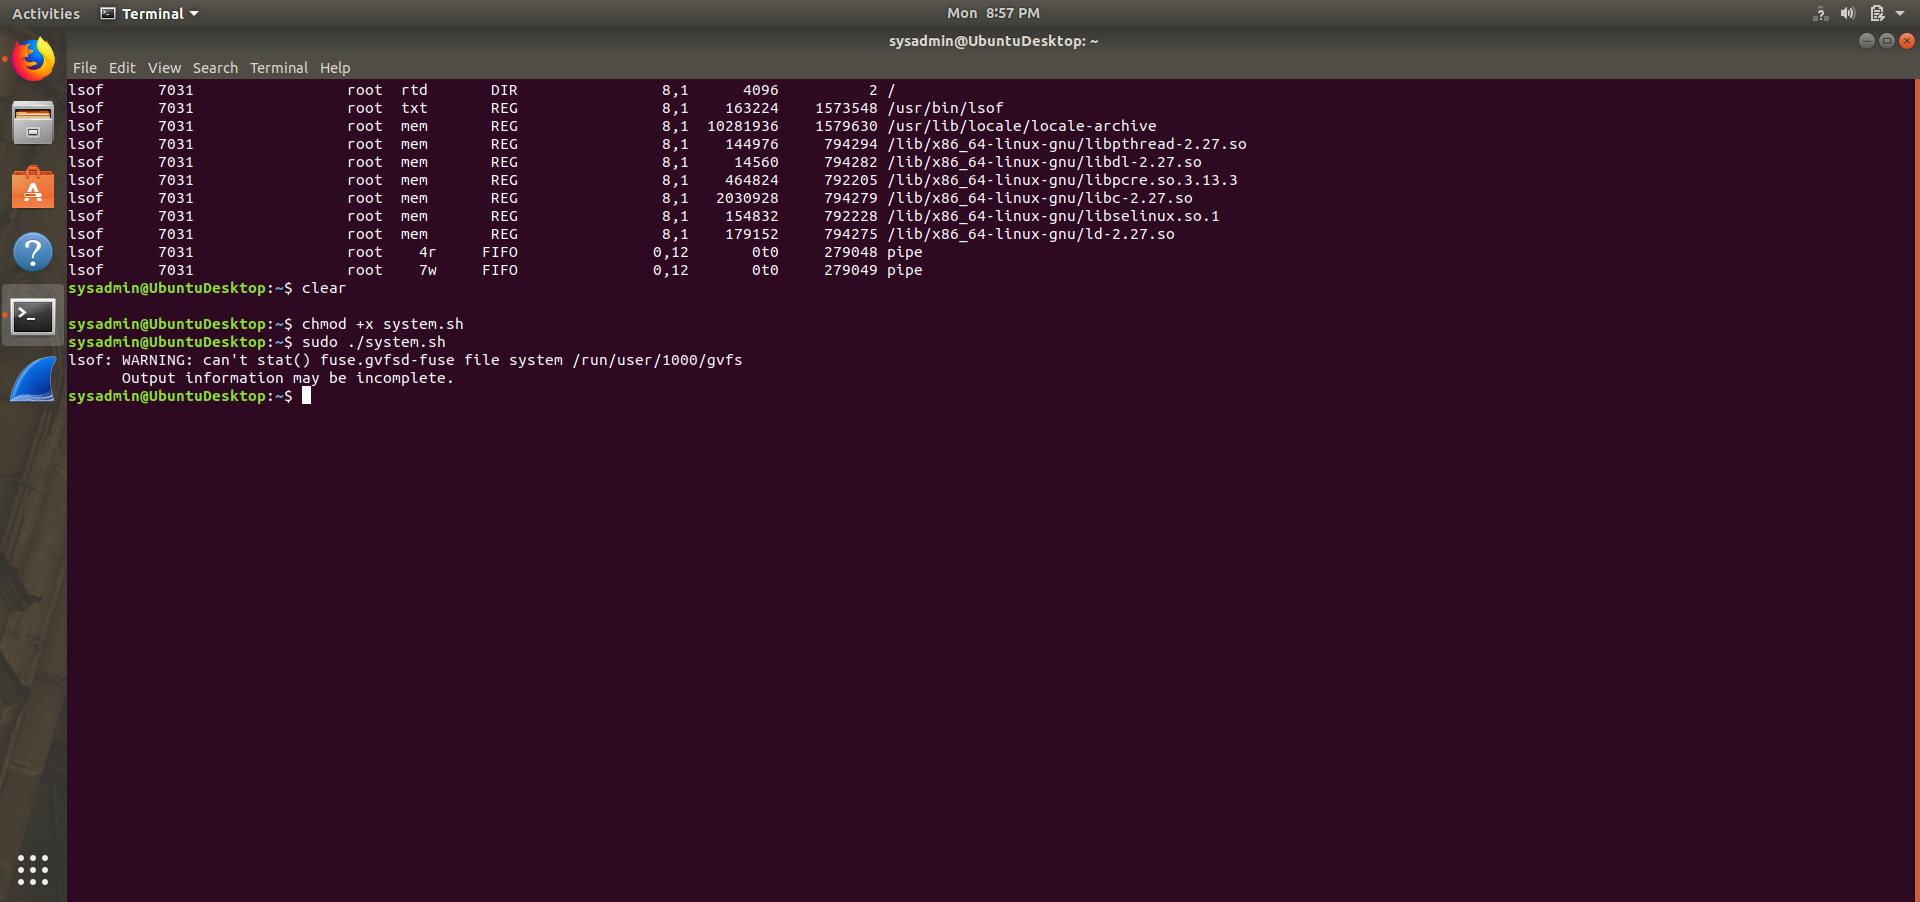 Activities Terminal Mon 8:57 PM
sysadmin@UbuntuDesktop: ~
File Edit View Search Terminal Help
lsof 7031 root rtd DIR 8,1 4096 2 /
lsof 7031 root txt REG 8,1 163224 1573548 /usr/bin/lsof
lsof 7031 root mem REG 8,1 10281936 1579630 /usr/lib/locale/locale-archive
lsof 7031 root mem REG 8,1 144976 794294 /lib/x86_64-linux-gnu/libpthread-2.27.so
lsof 7031 root mem REG 8,1 14560 794282 /lib/x86_64-linux-gnu/libdl-2.27.so
lsof 7031 root mem REG 8,1 464824 792205 /lib/x86_64-linux-gnu/libpcre.so.3.13.3
lsof 7031 root mem REG 8,1 2030928 794279 /lib/x86_64-linux-gnu/libc-2.27.so
lsof 7031 root mem REG 8,1 154832 792228 /lib/x86_64-linux-gnu/libselinux.so.1
lsof 7031 root mem REG 8,1 179152 794275 /lib/x86_64-linux-gnu/ld-2.27.so
lsof 7031 root 4r FIFO 0,12 0t0 279048 pipe
lsof 7031 root 7w FIFO 0,12 0t0 279049 pipe
sysadmin@UbuntuDesktop:~$ clear
sysadmin@UbuntuDesktop:~$ chmod +x system.sh
sysadmin@UbuntuDesktop:~$ sudo ./system.sh
lsof: WARNING: can't stat() fuse.gvfsd-fuse file system /run/user/1000/gvfs
Output information may be incomplete.
sysadmin@UbuntuDesktop:~$